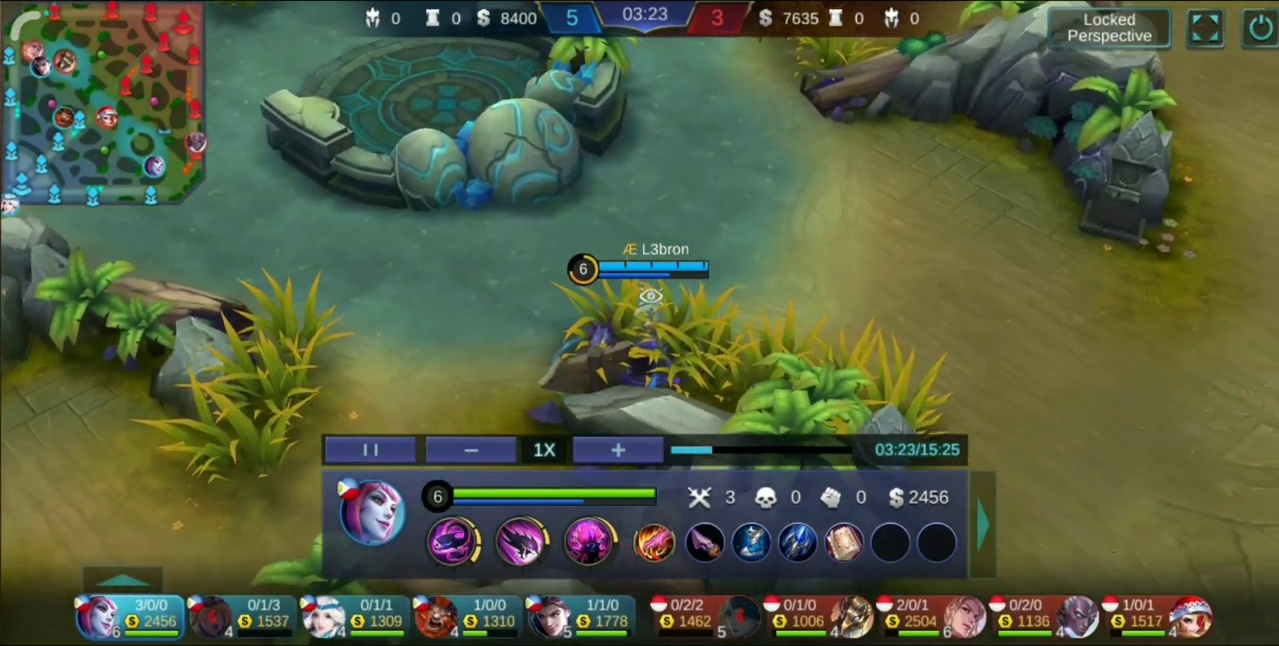 0 0 $ 8400 5 03:23 3 $ 7635 0 0
Locked
Perspective
Æ L3bron
6
1X 03:23/15:25
6 3 0 0 $ 2456
3/0/0 0/1/3 0/1/1 1/0/0 1/1/0 0/2/2 0/1/0 2/0/1 0/2/0 1/0/1
S 2456 S 1537 S 1309 S 1310 S 1778 S 1462 S 1006 S 2504 S 1136 S 1517
6 4 4 4 5 5 4 6 4 4